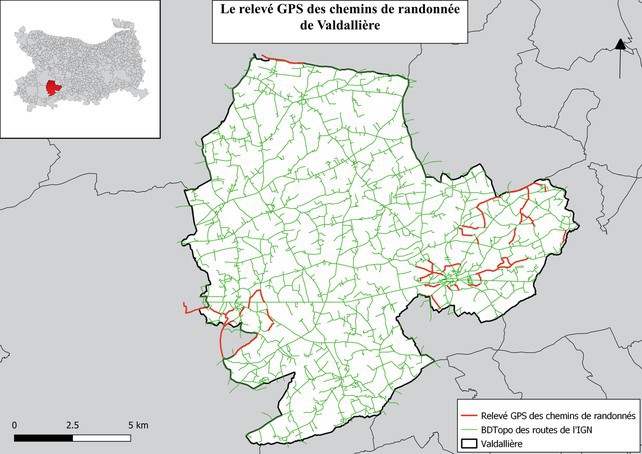 Le relevé GPS des chemins de randonnée
de Valdallière
0 2.5 5 km
Relevé GPS des chemins de randonnés
BDTopo des routes de l'IGN
Valdallière